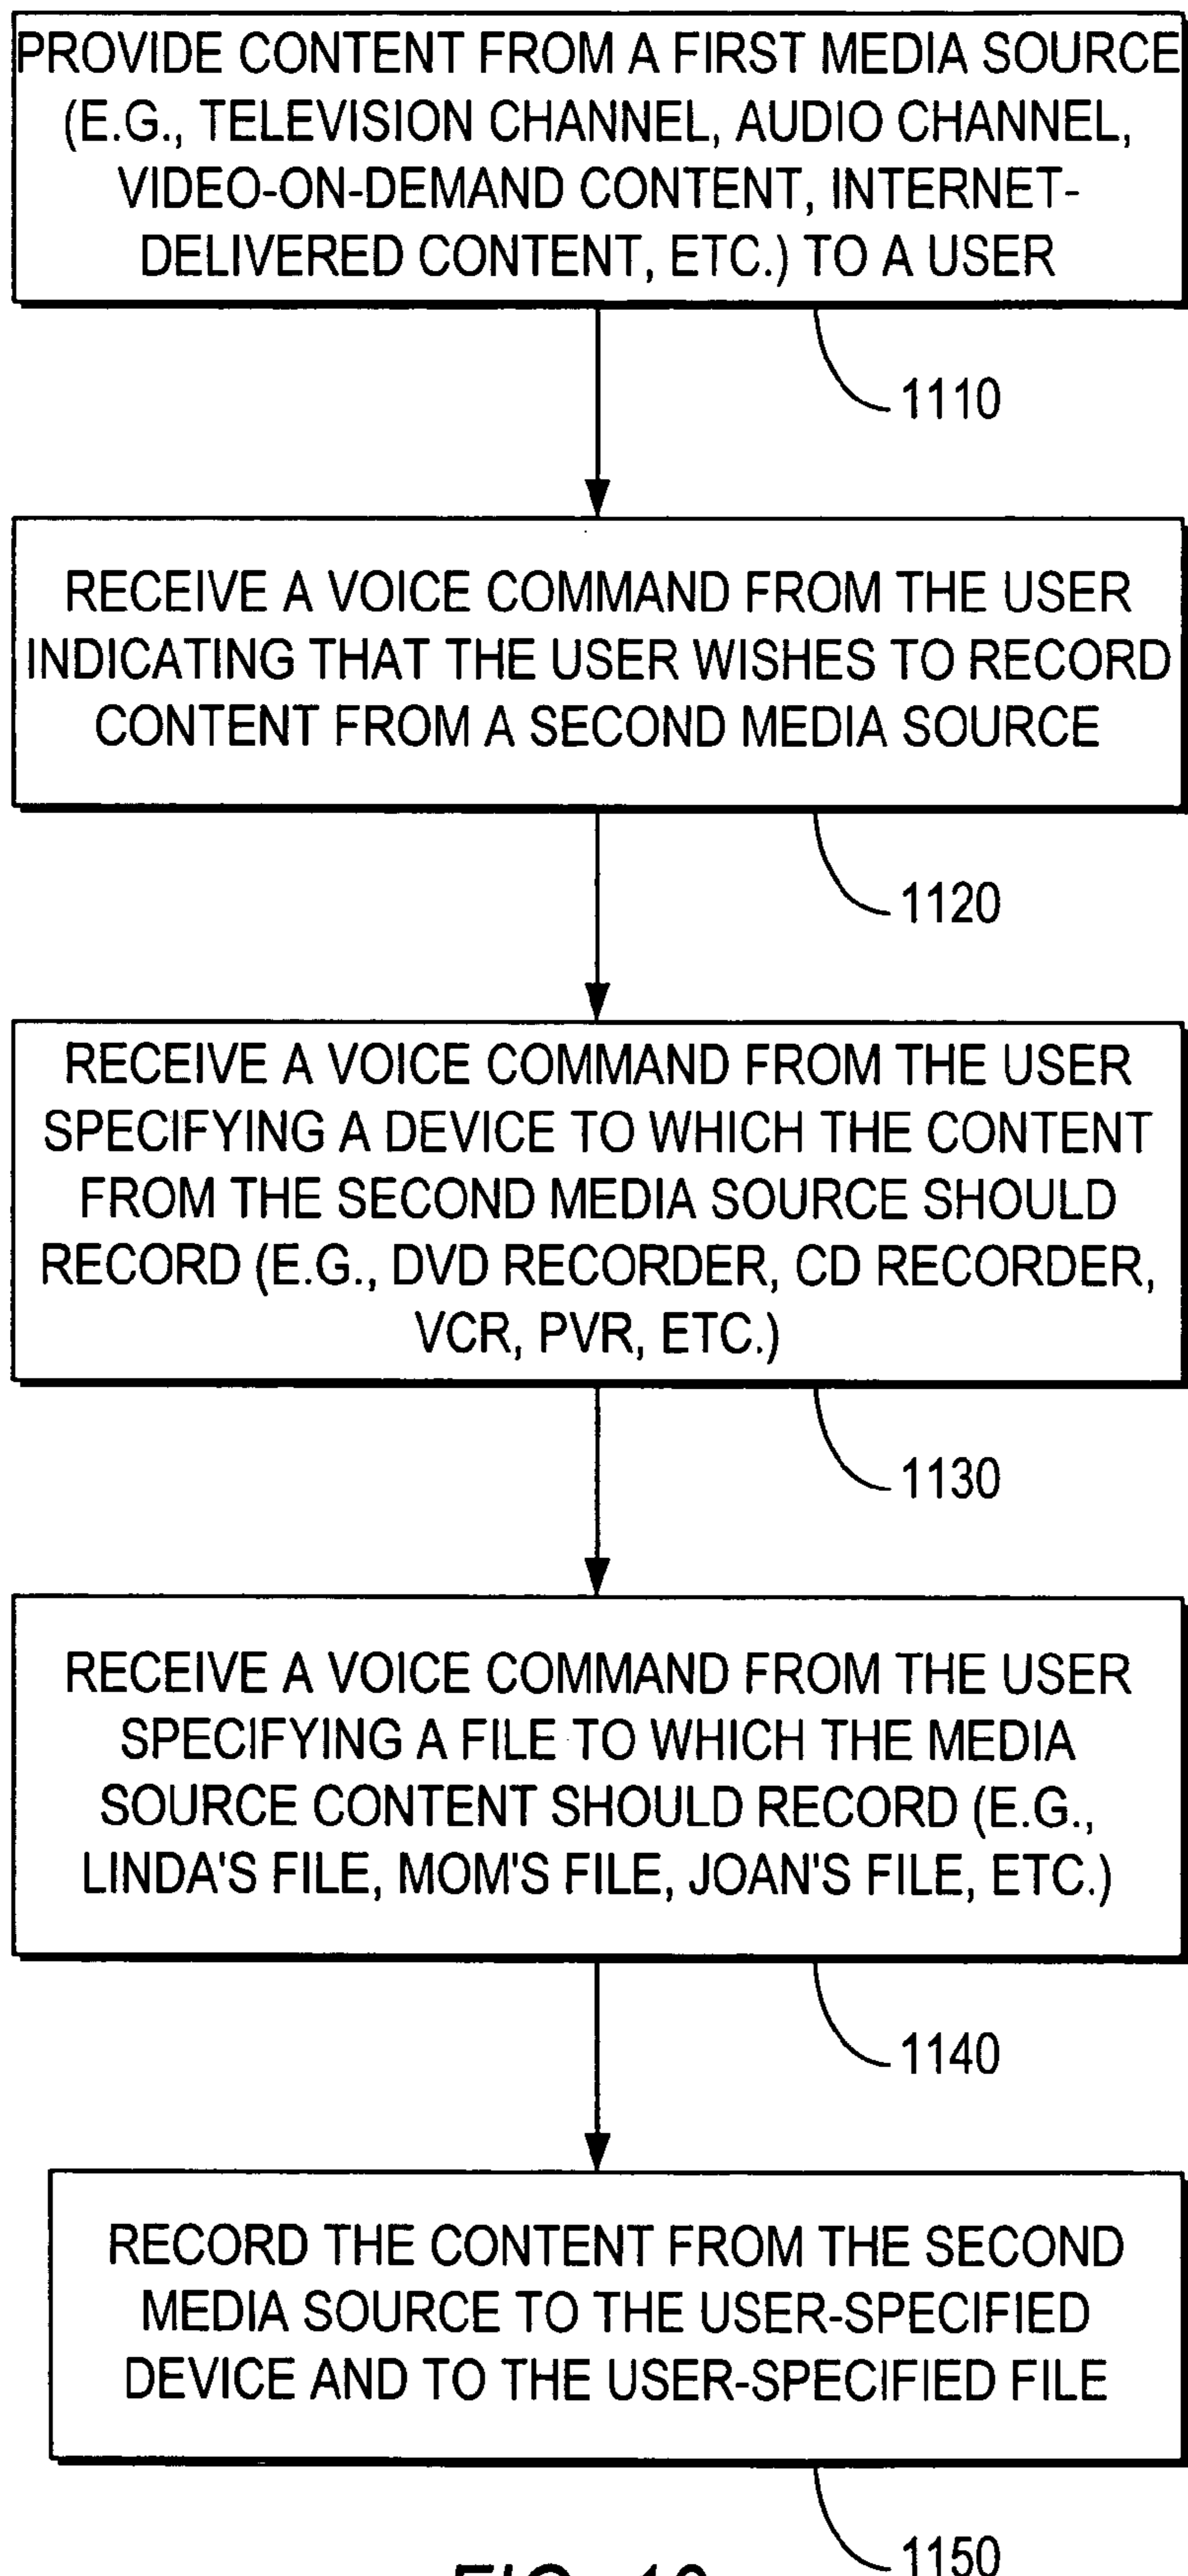 PROVIDE CONTENT FROM A FIRST MEDIA SOURCE
(E.G., TELEVISION CHANNEL, AUDIO CHANNEL,
VIDEO-ON-DEMAND CONTENT, INTERNET-
DELIVERED CONTENT, ETC.) TO A USER
1110
RECEIVE A VOICE COMMAND FROM THE USER
INDICATING THAT THE USER WISHES TO RECORD
CONTENT FROM A SECOND MEDIA SOURCE
1120
RECEIVE A VOICE COMMAND FROM THE USER
SPECIFYING A DEVICE TO WHICH THE CONTENT
FROM THE SECOND MEDIA SOURCE SHOULD
RECORD (E.G., DVD RECORDER, CD RECORDER,
VCR, PVR, ETC.)
1130
RECEIVE A VOICE COMMAND FROM THE USER
SPECIFYING A FILE TO WHICH THE MEDIA
SOURCE CONTENT SHOULD RECORD (E.G.,
LINDA'S FILE, MOM'S FILE, JOAN'S FILE, ETC.)
1140
RECORD THE CONTENT FROM THE SECOND
MEDIA SOURCE TO THE USER-SPECIFIED
DEVICE AND TO THE USER-SPECIFIED FILE
1150
FIG.